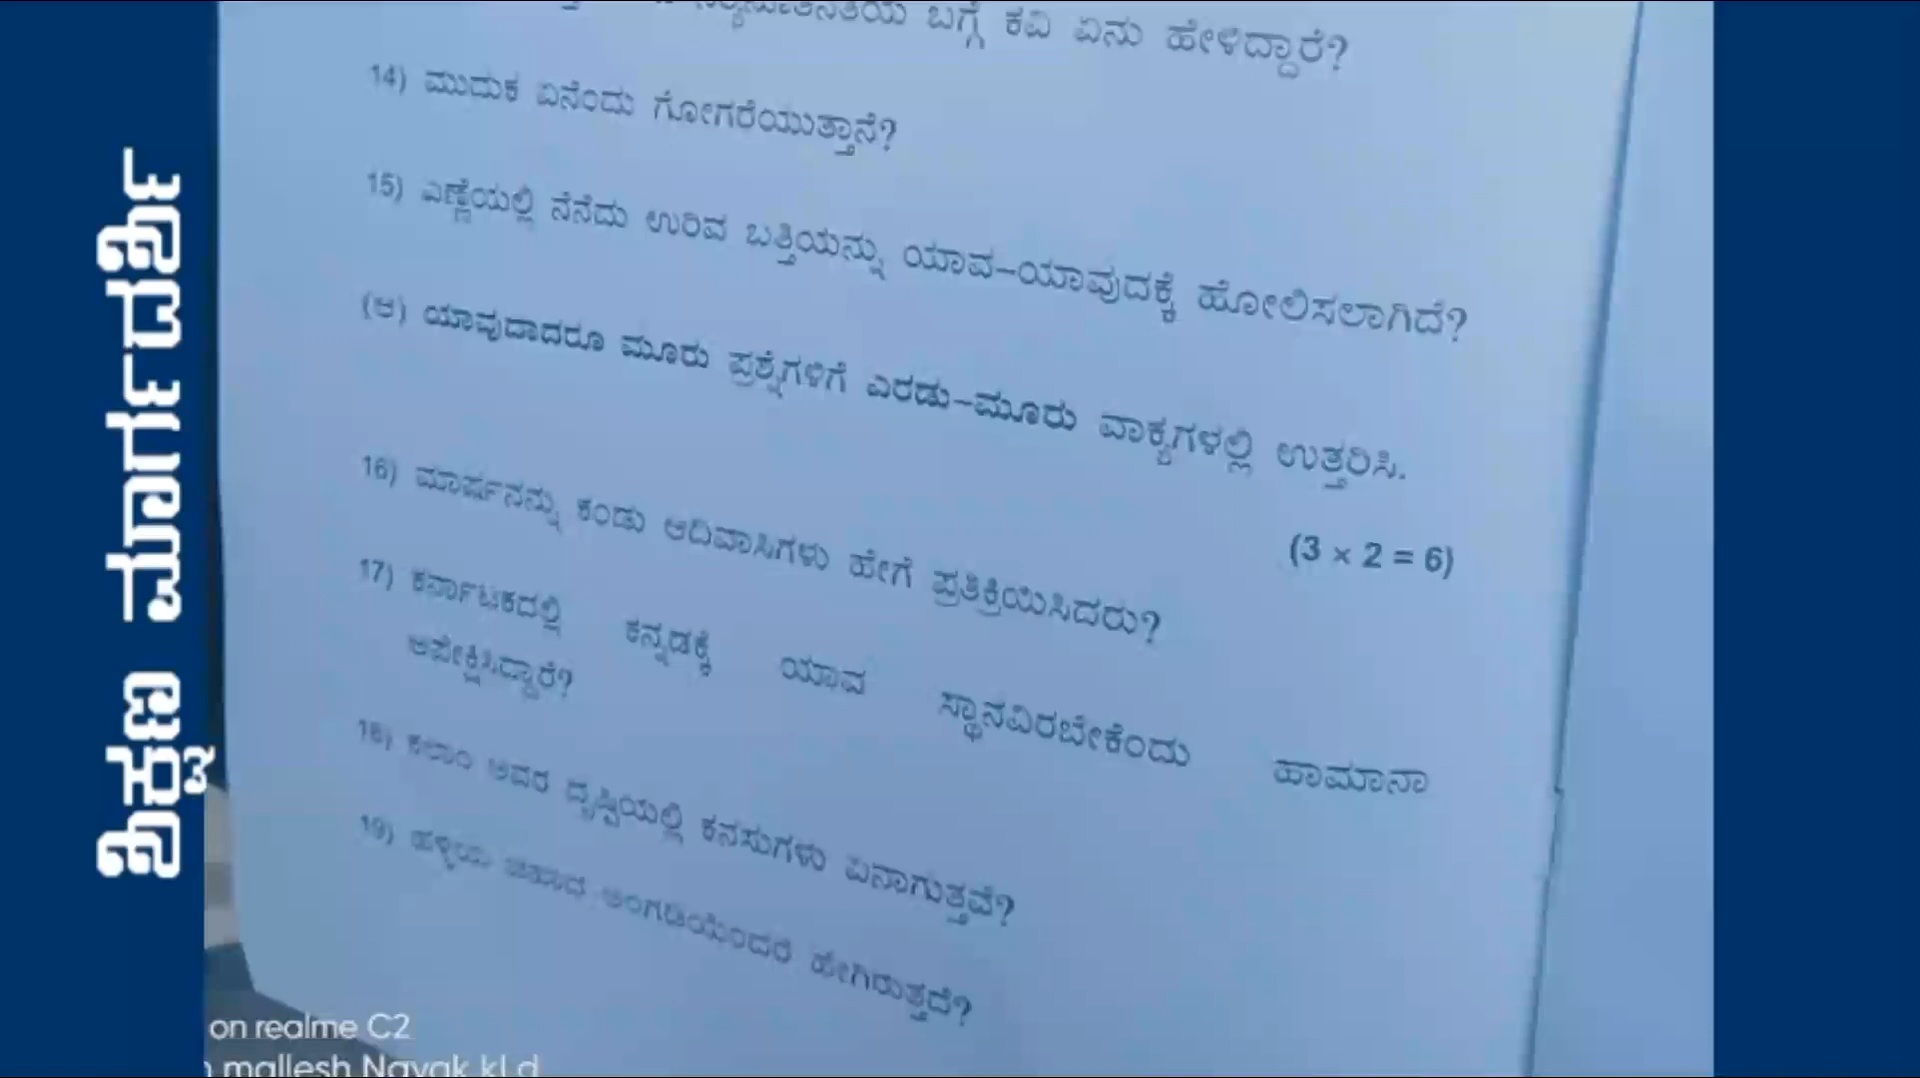 ಬಗ್ಗೆ ಕವಿ ಏನು ಹೇಳಿದ್ದಾರೆ?
14) ಮುದುಕ ಏನೆಂದು ಗೋಗರೆಯುತ್ತಾನೆ?
15) ಎಣ್ಣೆಯಲ್ಲಿ ನೆನೆದು ಉರಿವ ಬತ್ತಿಯನ್ನು ಯಾವ-ಯಾವುದಕ್ಕೆ ಹೋಲಿಸಲಾಗಿದೆ?
(ಆ) ಯಾವುದಾದರೂ ಮೂರು ಪ್ರಶ್ನೆಗಳಿಗೆ ಎರಡು-ಮೂರು ವಾಕ್ಯಗಳಲ್ಲಿ ಉತ್ತರಿಸಿ.
(3 × 2 = 6)
16) ಮಾರ್ಷನನ್ನು ಕಂಡು ಆದಿವಾಸಿಗಳು ಹೇಗೆ ಪ್ರತಿಕ್ರಿಯಿಸಿದರು?
17) ಕರ್ನಾಟಕದಲ್ಲಿ ಕನ್ನಡಕ್ಕೆ ಯಾವ ಸ್ಥಾನವಿರಬೇಕೆಂದು ಹಾಮಾನಾ
ಅಪೇಕ್ಷಿಸಿದ್ದಾರೆ?
18) ಕಲಾಂ ಅವರ ದೃಷ್ಟಿಯಲ್ಲಿ ಕನಸುಗಳು ಏನಾಗುತ್ತವೆ?
19) ಹಳ್ಳಿಯ ಚಹಾದ ಅಂಗಡಿಯೆಂದರೆ ಹೇಗಿರುತ್ತದೆ?
ಶಿಕ್ಷಣ ಮಾರ್ಗದರ್ಶಿ
on realme C2
mallesh Nayak kld